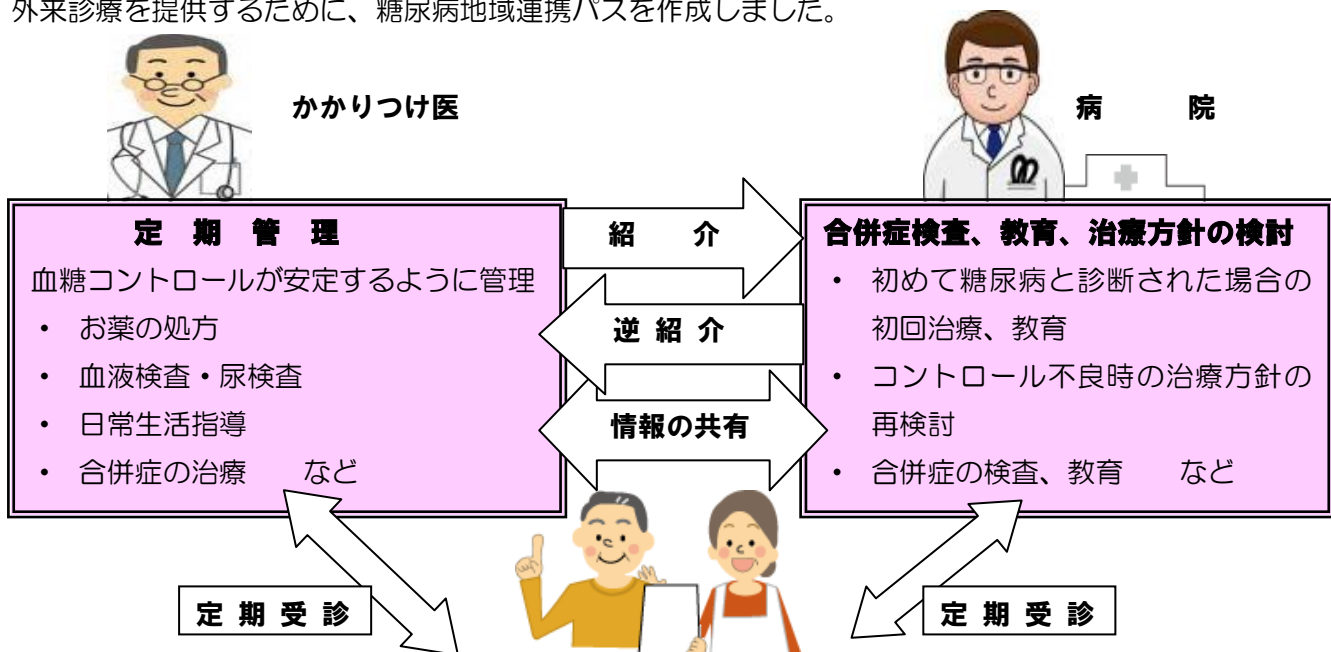 外来診療を提供するために、糖尿病地域連携パスを作成しました。
かかりつけ医
病 院
定 期 管 理
血糖コントロールが安定するように管理
・ お薬の処方
・ 血液検査・尿検査
・ 日常生活指導
・ 合併症の治療 など
紹 介
逆 紹 介
情報の共有
合併症検査、教育、治療方針の検討
・ 初めて糖尿病と診断された場合の
初回治療、教育
・ コントロール不良時の治療方針の
再検討
・ 合併症の検査、教育 など
定 期 受 診
定 期 受 診